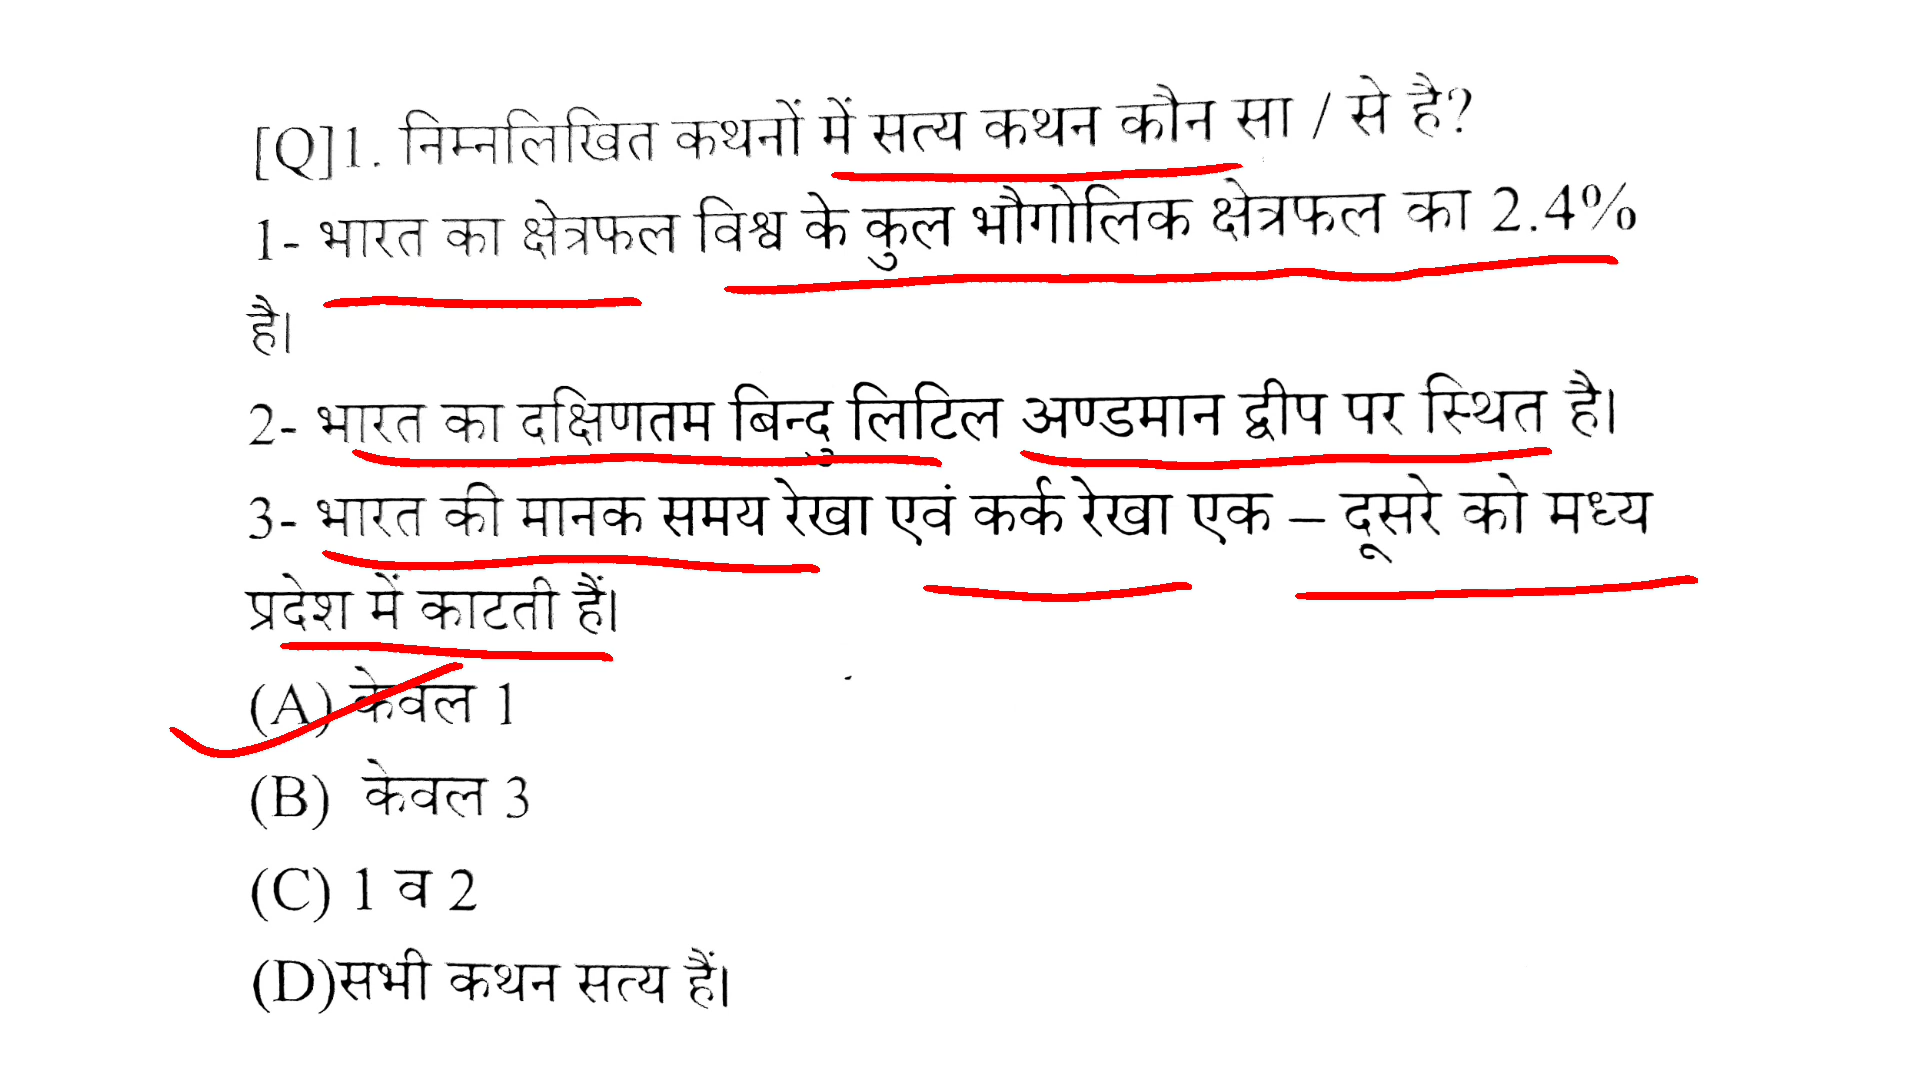 [Q]1. निम्नलिखित कथनों में सत्य कथन कौन सा / से है?
1- भारत का क्षेत्रफल विश्व के कुल भौगोलिक क्षेत्रफल का 2.4%
है।
2- भारत का दक्षिणतम बिन्दु लिटिल अण्डमान द्वीप पर स्थित है।
3- भारत की मानक समय रेखा एवं कर्क रेखा एक – दूसरे को मध्य
प्रदेश में काटती हैं।
(A) केवल 1
(B) केवल 3
(C) 1 व 2
(D)सभी कथन सत्य हैं।